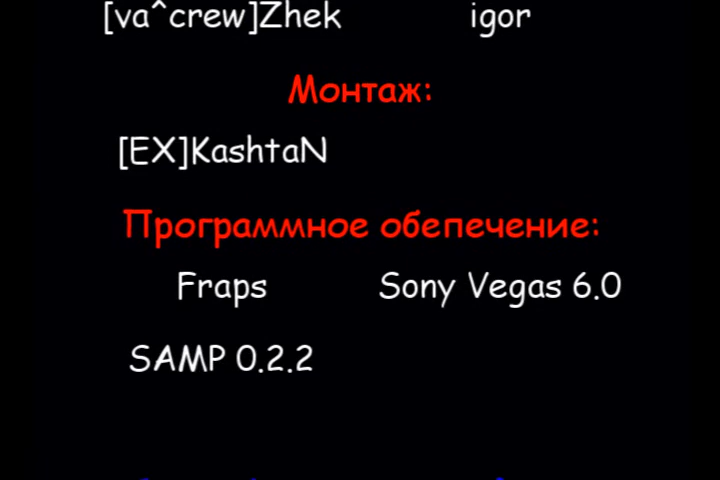 [va^crew]Zhek igor
Монтаж:
[EX]KashtaN
Программное обепечение:
Fraps Sony Vegas 6.0
SAMP 0.2.2